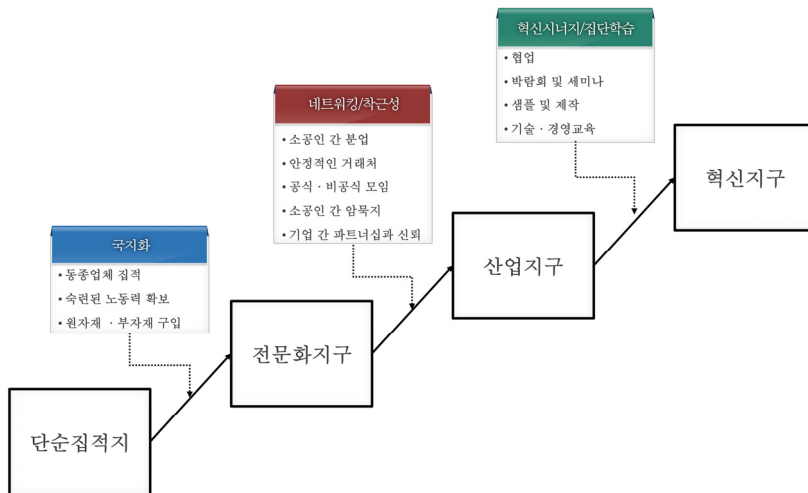 혁신시너지/집단학습
• 협업
• 박람회 및 세미나
• 샘플 및 제작
• 기술 · 경영교육
네트워킹/착근성
• 소공인 간 분업
• 안정적인 거래처
• 공식 · 비공식 모임
• 소공인 간 암묵지
• 기업 간 파트너십과 신뢰
국지화
• 동종업체 집적
• 숙련된 노동력 확보
• 원자재 · 부자재 구입
혁신지구
산업지구
전문화지구
단순집적지